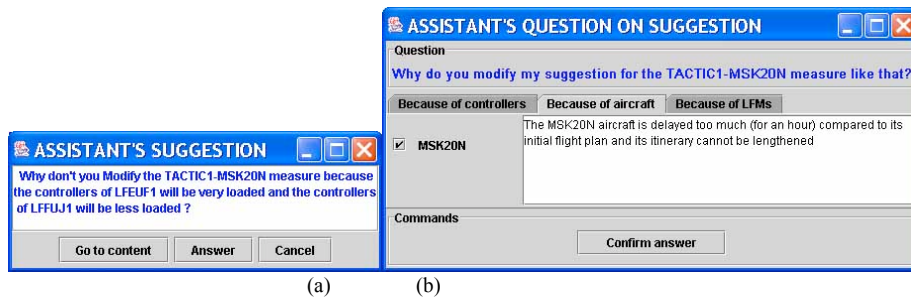 ASSISTANT'S SUGGESTION
Why don't you Modify the TACTIC1-MSK20N measure because
the controllers of LFEUF1 will be very loaded and the controllers
of LFFUJ1 will be less loaded ?
Go to content Answer Cancel
(a)
ASSISTANT'S QUESTION ON SUGGESTION
Question
Why do you modify my suggestion for the TACTIC1-MSK20N measure like that?
Because of controllers Because of aircraft Because of LFMs
MSK20N
The MSK20N aircraft is delayed too much (for an hour) compared to its
initial flight plan and its itinerary cannot be lengthened
Commands
Confirm answer
(b)